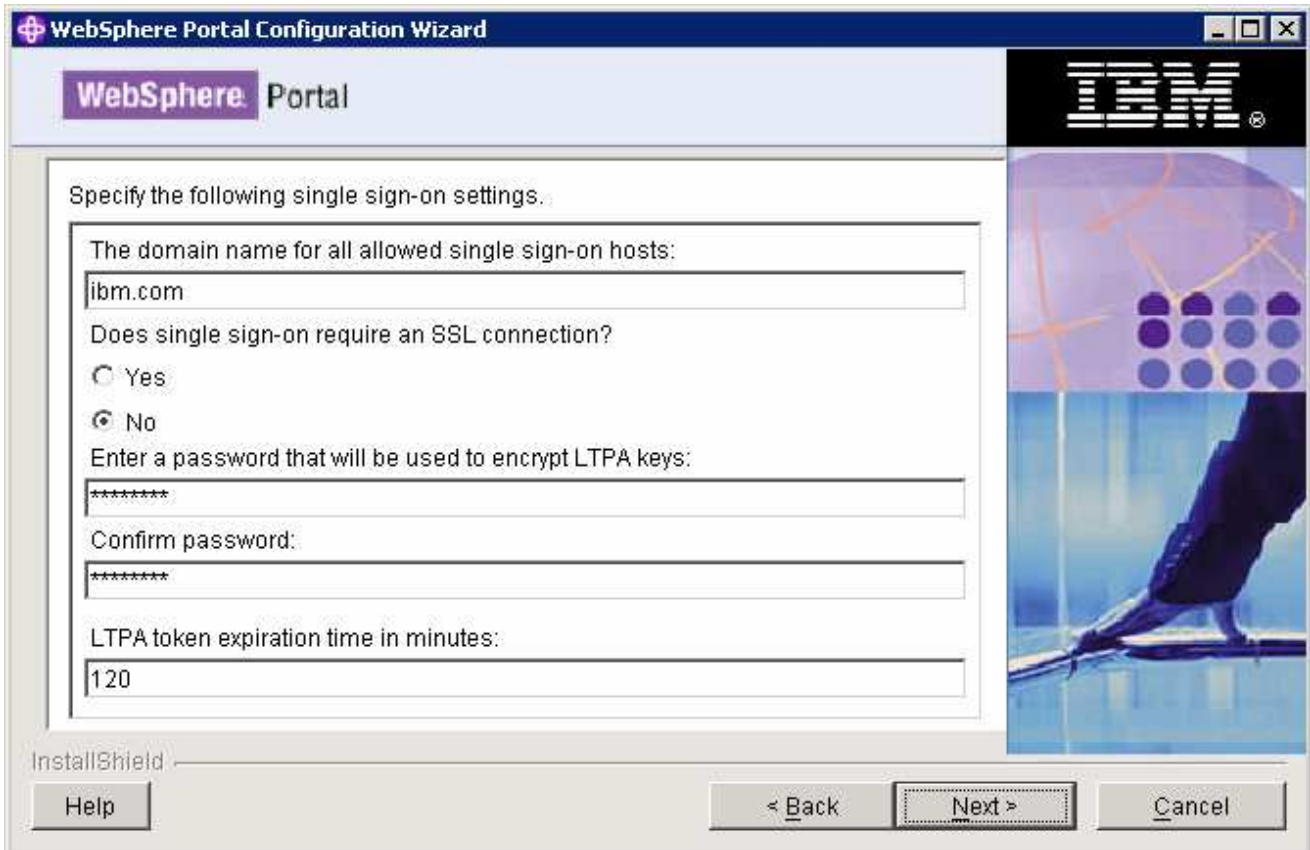 WebSphere Portal Configuration Wizard
WebSphere. Portal
IBM®
Specify the following single sign-on settings.
The domain name for all allowed single sign-on hosts:
ibm.com
Does single sign-on require an SSL connection?
Yes
No
Enter a password that will be used to encrypt LTPA keys:
********
Confirm password:
********
LTPA token expiration time in minutes:
120
InstallShield
Help
< Back
Next >
Cancel